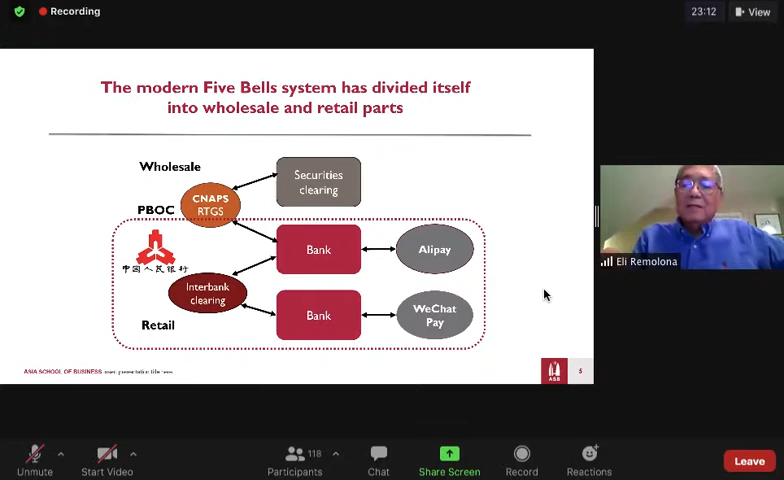 Recording
23:12
View
The modern Five Bells system has divided itself
into wholesale and retail parts
Wholesale
CNAPS
RTGS
Securities
clearing
PBOC
中国人民银行
Bank
Alipay
Interbank
clearing
Bank
WeChat
Pay
Retail
ASIA SCHOOL OF BUSINESS
presentation title
ASB
5
Eli Remolona
Unmute
Start Video
118
Participants
Chat
Share Screen
Record
Reactions
Leave